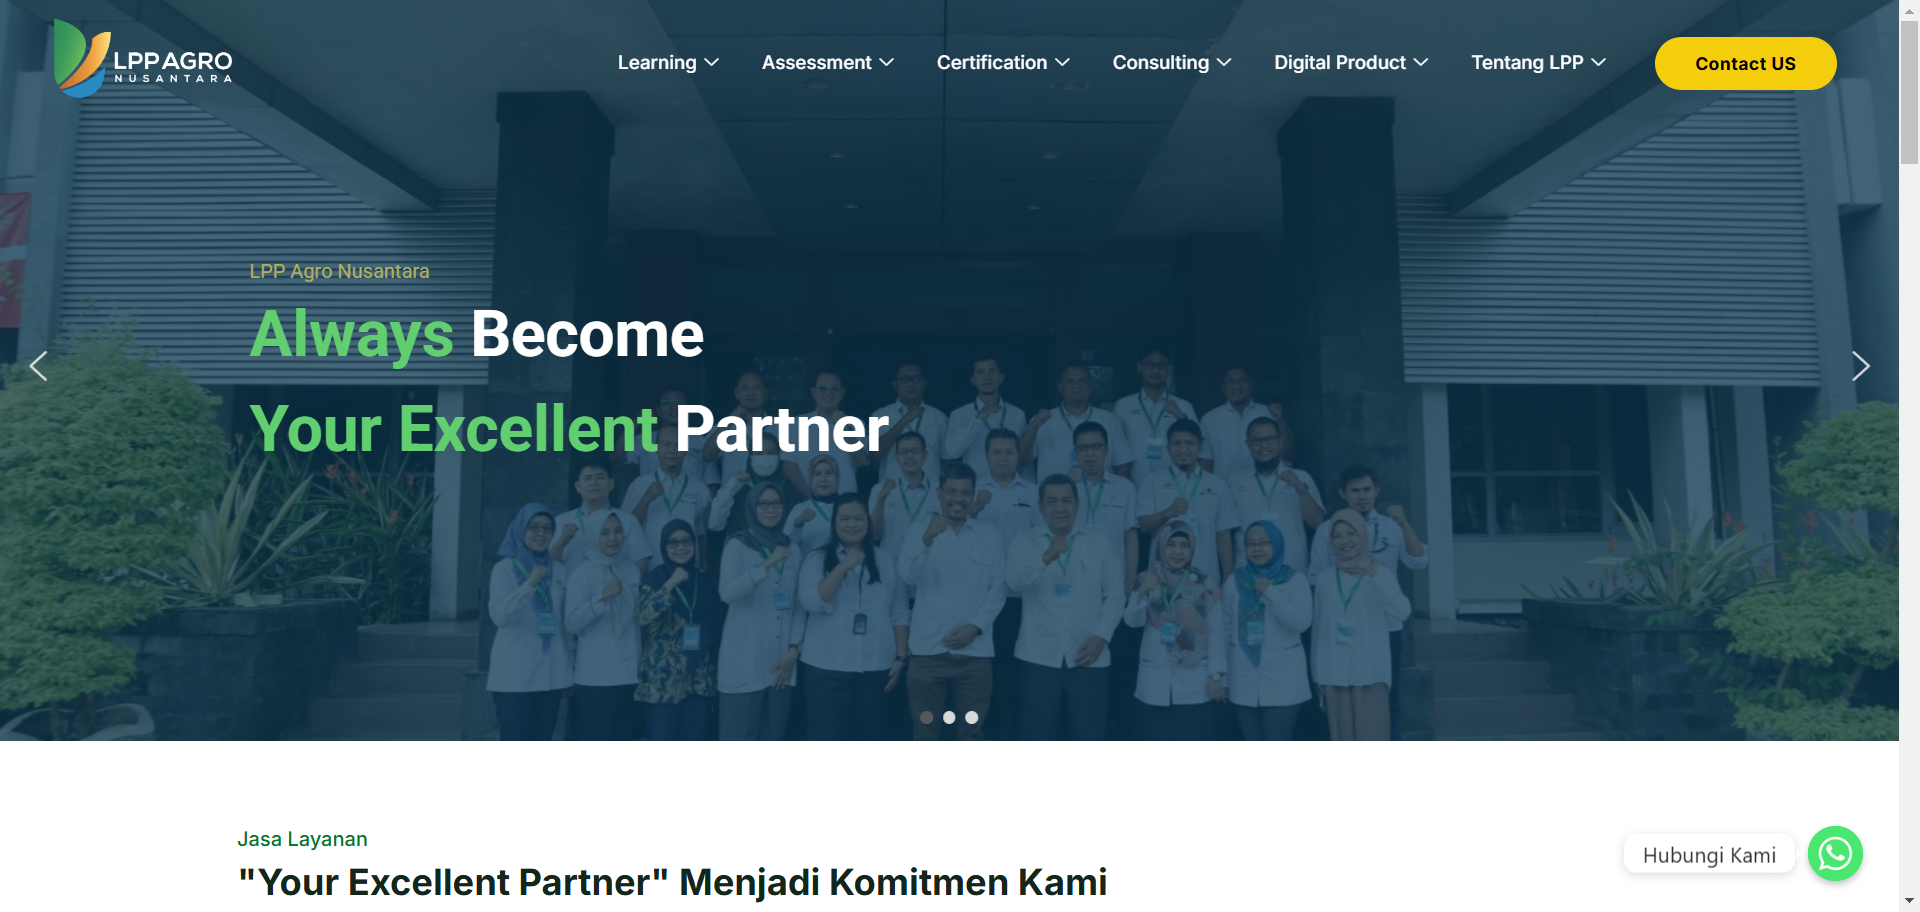 LPP AGRO
NUSANTARA
Learning
Assessment
Certification
Consulting
Digital Product
Tentang LPP
Contact US
LPP Agro Nusantara
Always Become
Your Excellent Partner
Jasa Layanan
"Your Excellent Partner" Menjadi Komitmen Kami
Hubungi Kami